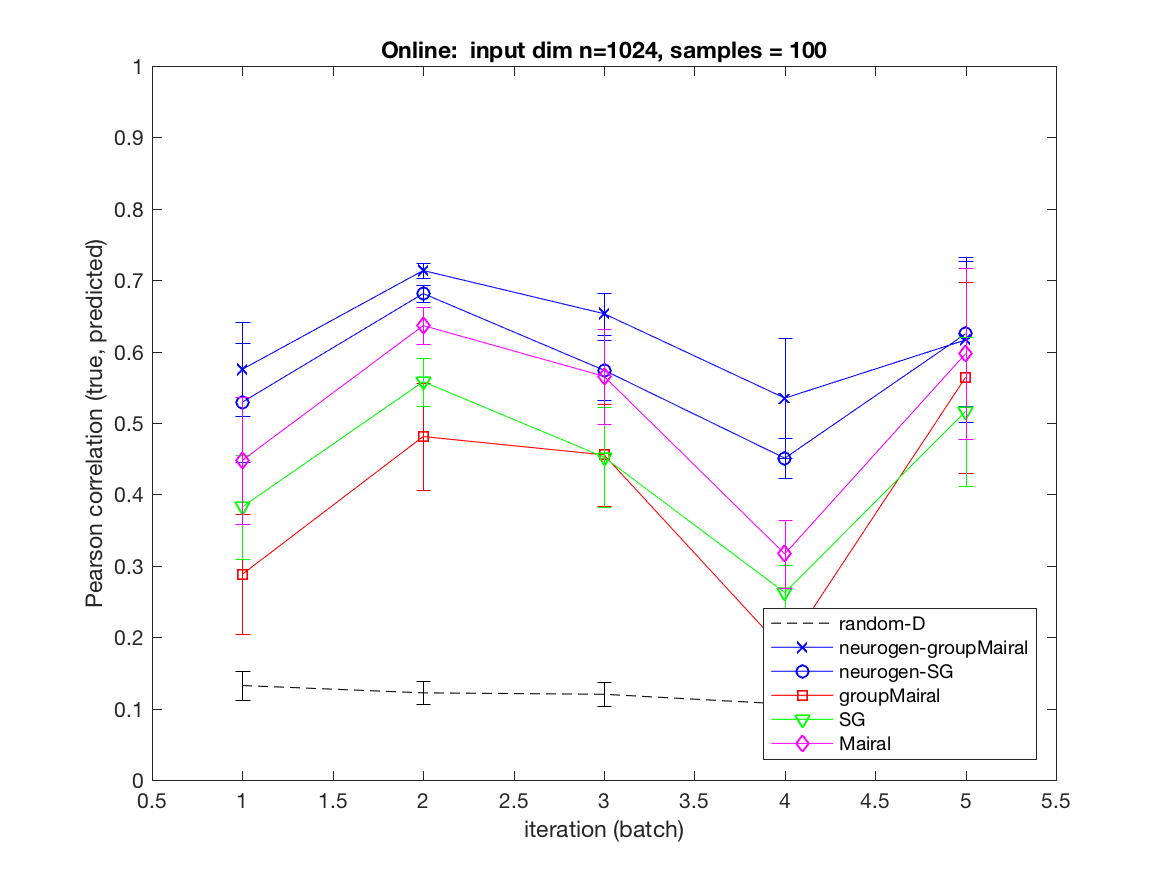 Online:  input dim n=1024, samples = 100
Pearson correlation (true, predicted)
1
0.9
0.8
0.7
0.6
0.5
0.4
0.3
0.2
0.1
0
random-D
neurogen-groupMairal
neurogen-SG
groupMairal
SG
Mairal
0.5 1 1.5 2 2.5 3 3.5 4 4.5 5 5.5
iteration (batch)